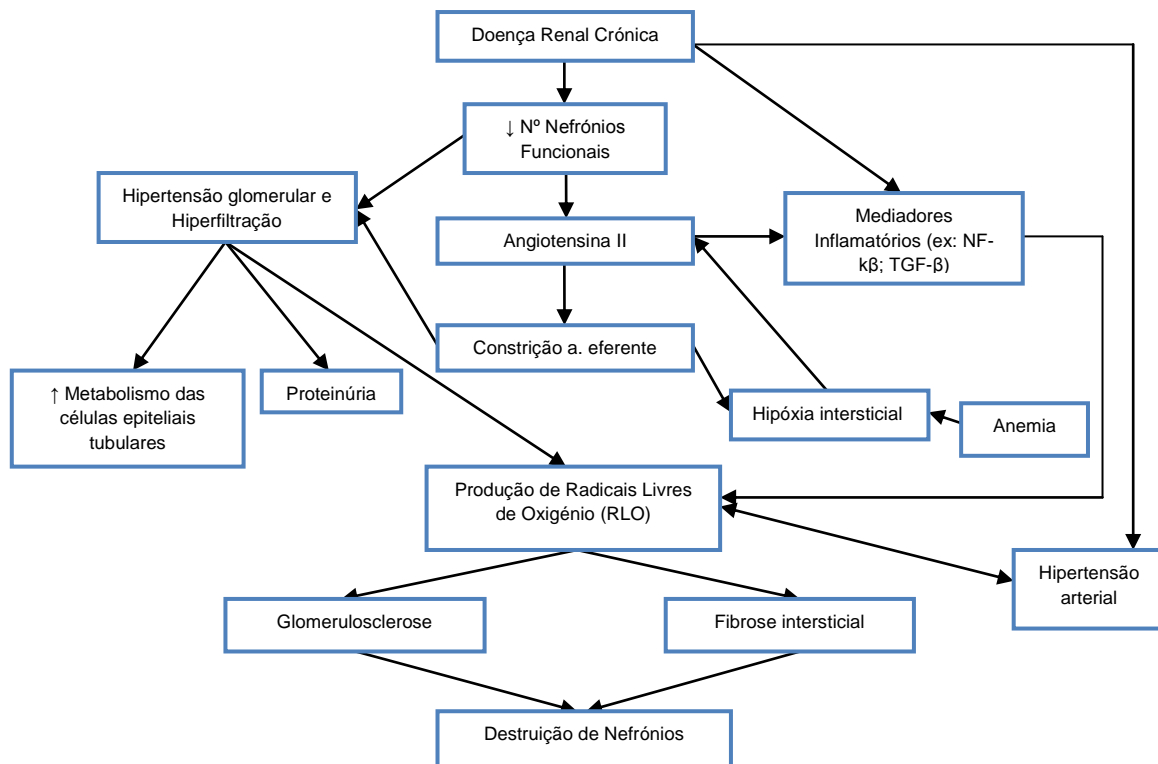 Doença Renal Crónica
↓ Nº Nefrónios
Funcionais
Hipertensão glomerular e
Hiperfiltração
Angiotensina II
Mediadores
Inflamatórios (ex: NF-
kβ; TGF-β)
Constrição a. eferente
↑ Metabolismo das
células epiteliais
tubulares
Proteinúria
Hipóxia intersticial
Anemia
Produção de Radicais Livres
de Oxigénio (RLO)
Hipertensão
arterial
Glomerulosclerose
Fibrose intersticial
Destruição de Nefrónios